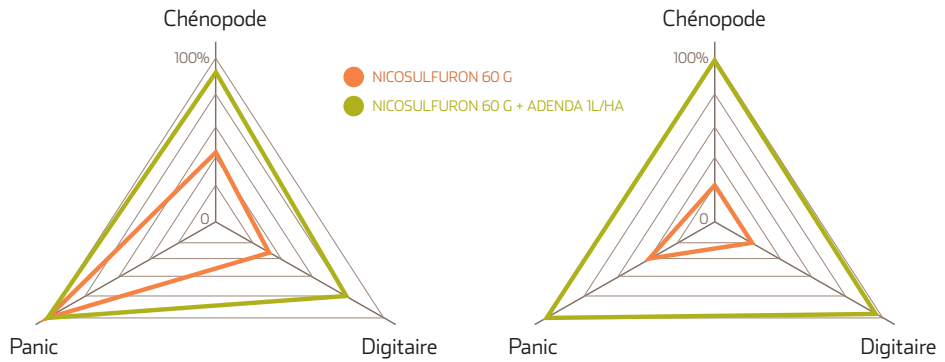 Chénopode
100%
0
Panic
Digitaire
NICOSULFURON 60 G
NICOSULFURON 60 G + ADENDA 1L/HA
Chénopode
100%
0
Panic
Digitaire